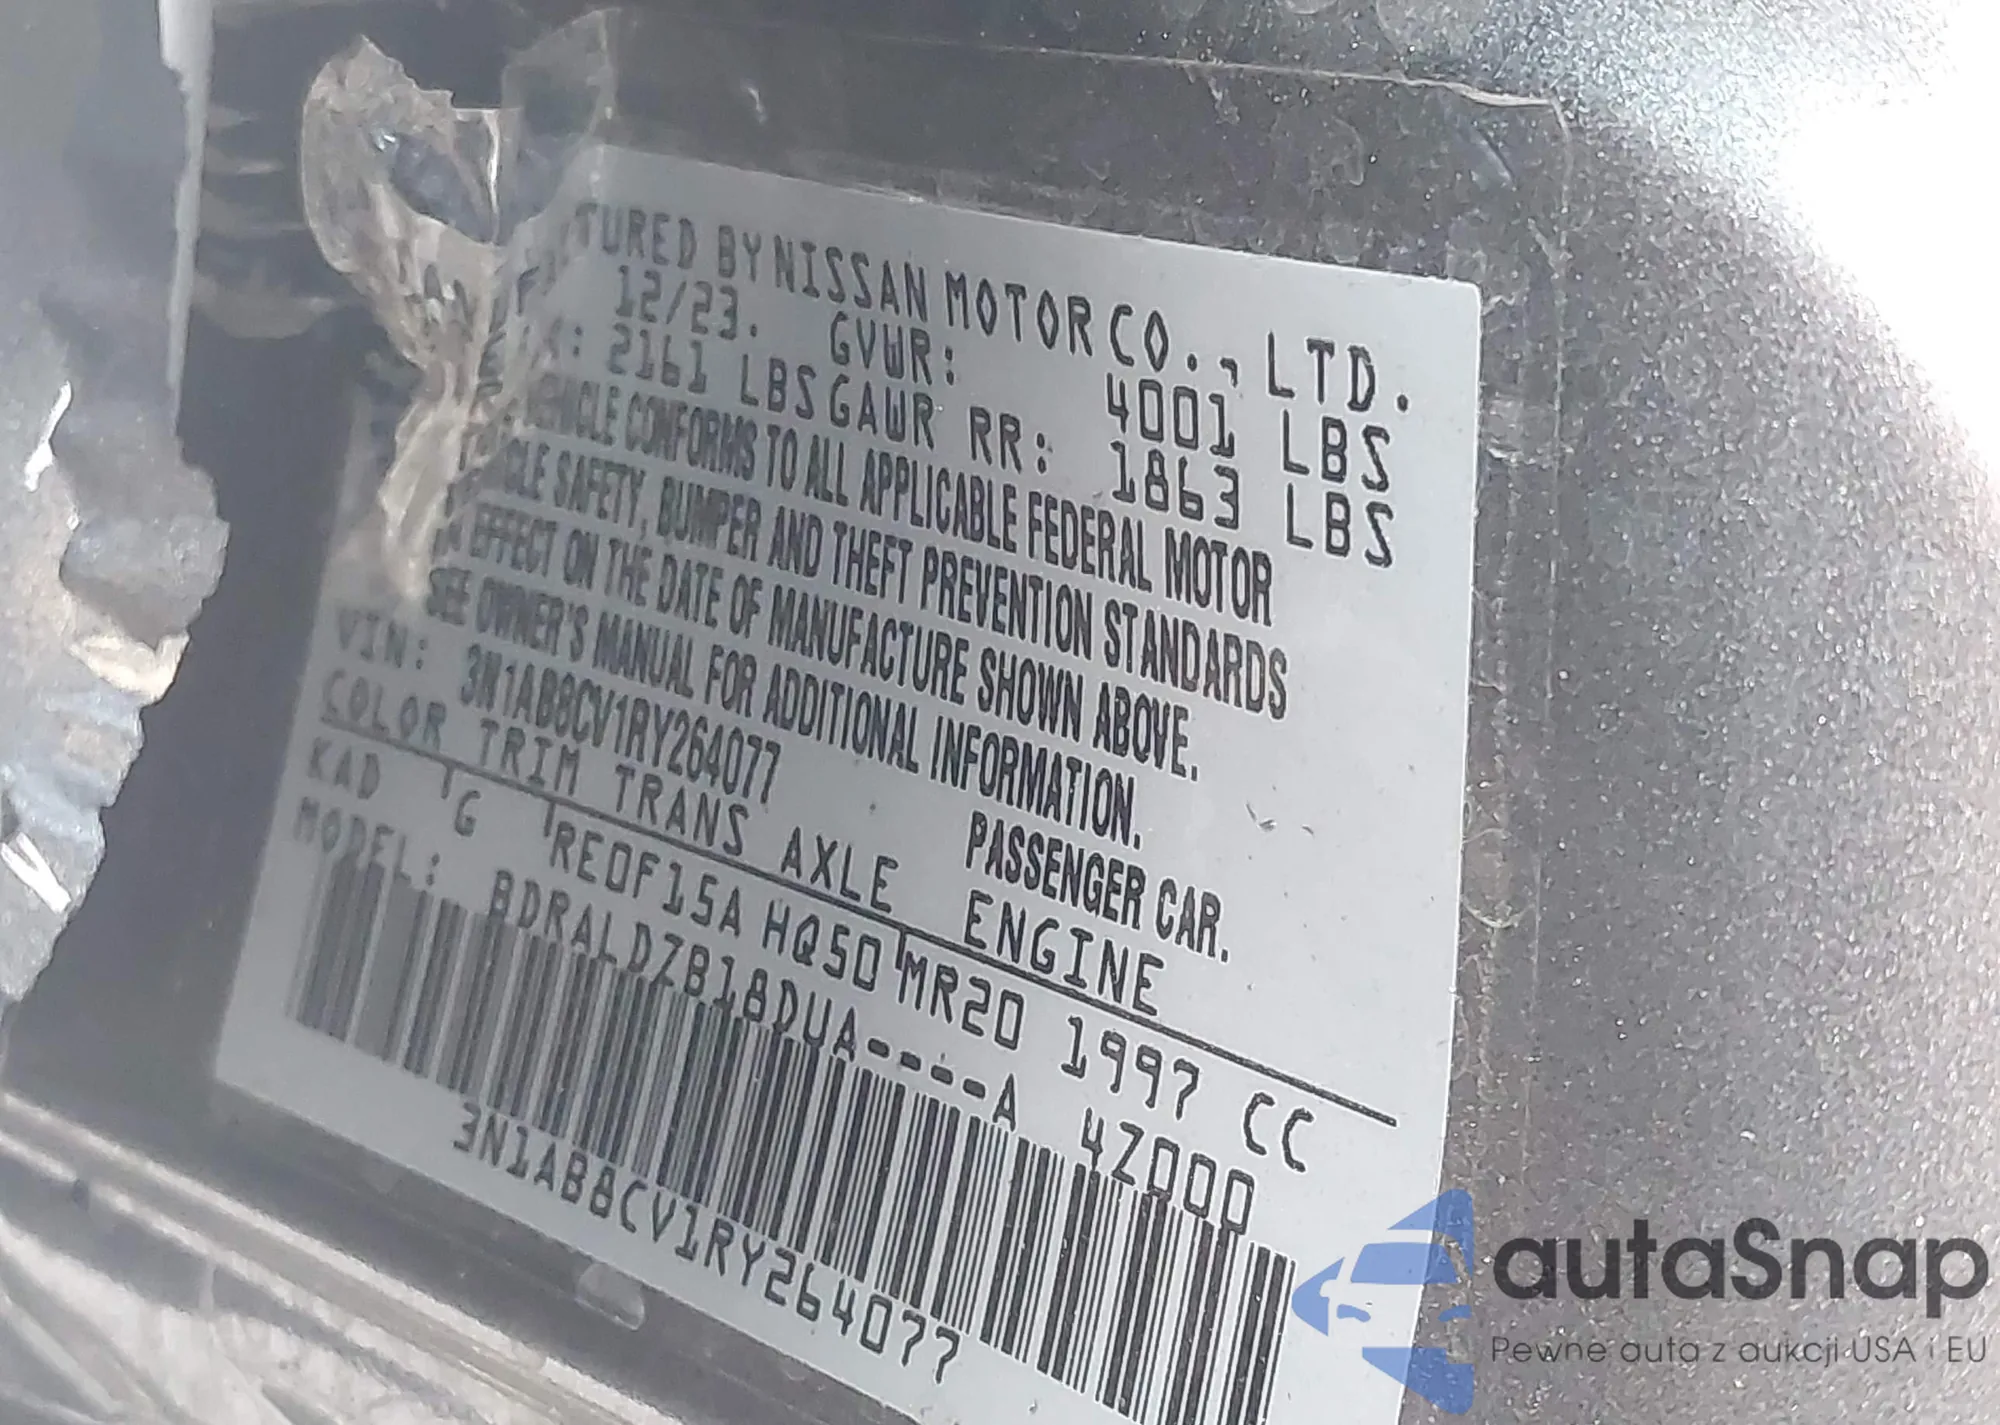 TURED BY NISSAN MOTOR CO., LTD.
12/23. GVWR: 4001 LBS
2161 LBS GAWR RR: 1863 LBS
VEHICLE CONFORMS TO ALL APPLICABLE FEDERAL MOTOR
VEHICLE SAFETY, BUMPER AND THEFT PREVENTION STANDARDS
IN EFFECT ON THE DATE OF MANUFACTURE SHOWN ABOVE.
SEE OWNER'S MANUAL FOR ADDITIONAL INFORMATION.
VIN: 3N1AB8CV1RY264077 PASSENGER CAR.
COLOR TRIM TRANS AXLE ENGINE
KAD G RE0F15A HQ50 MR20 1997 CC
MODEL: BDRALDZB18DUA----A 4Z000
3N1AB8CV1RY264077
autaSnap
Pewne auta z aukcji USA i EU